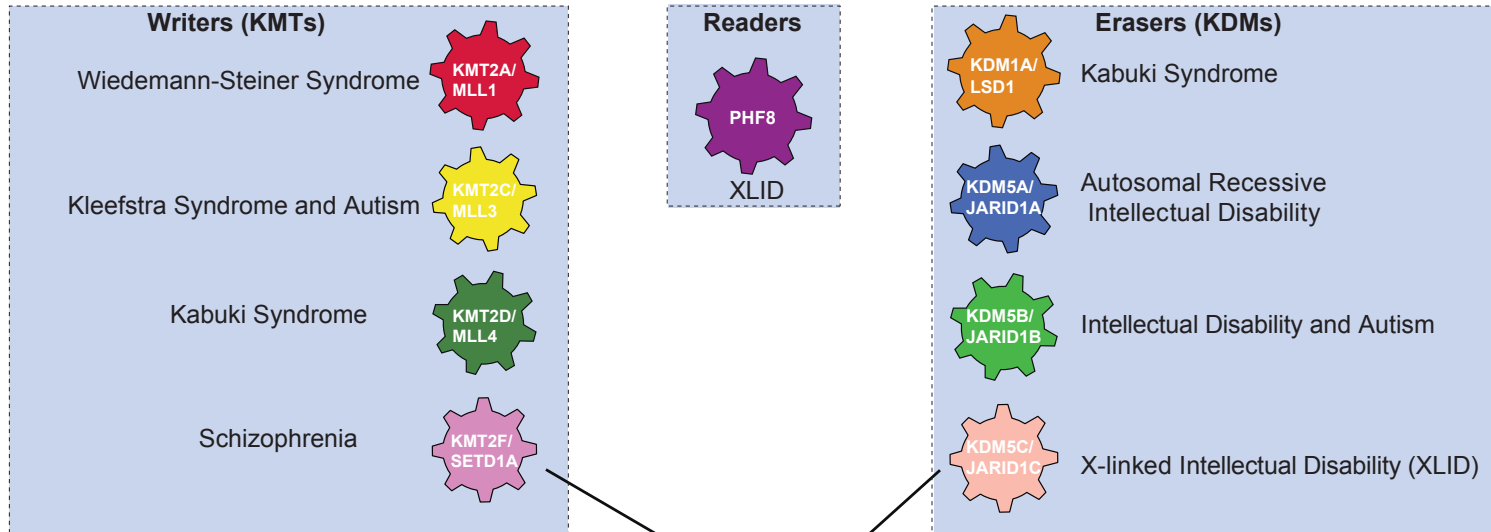 Writers (KMTs)
Wiedemann-Steiner Syndrome
KMT2A/
MLL1
Kleefstra Syndrome and Autism
KMT2C/
MLL3
Kabuki Syndrome
KMT2D/
MLL4
Schizophrenia
KMT2F/
SETD1A
Readers
PHF8
XLID
Erasers (KDMs)
KDM1A/
LSD1
Kabuki Syndrome
KDM5A/
JARID1A
Autosomal Recessive
Intellectual Disability
KDM5B/
JARID1B
Intellectual Disability and Autism
KDM5C/
JARID1C
X-linked Intellectual Disability (XLID)